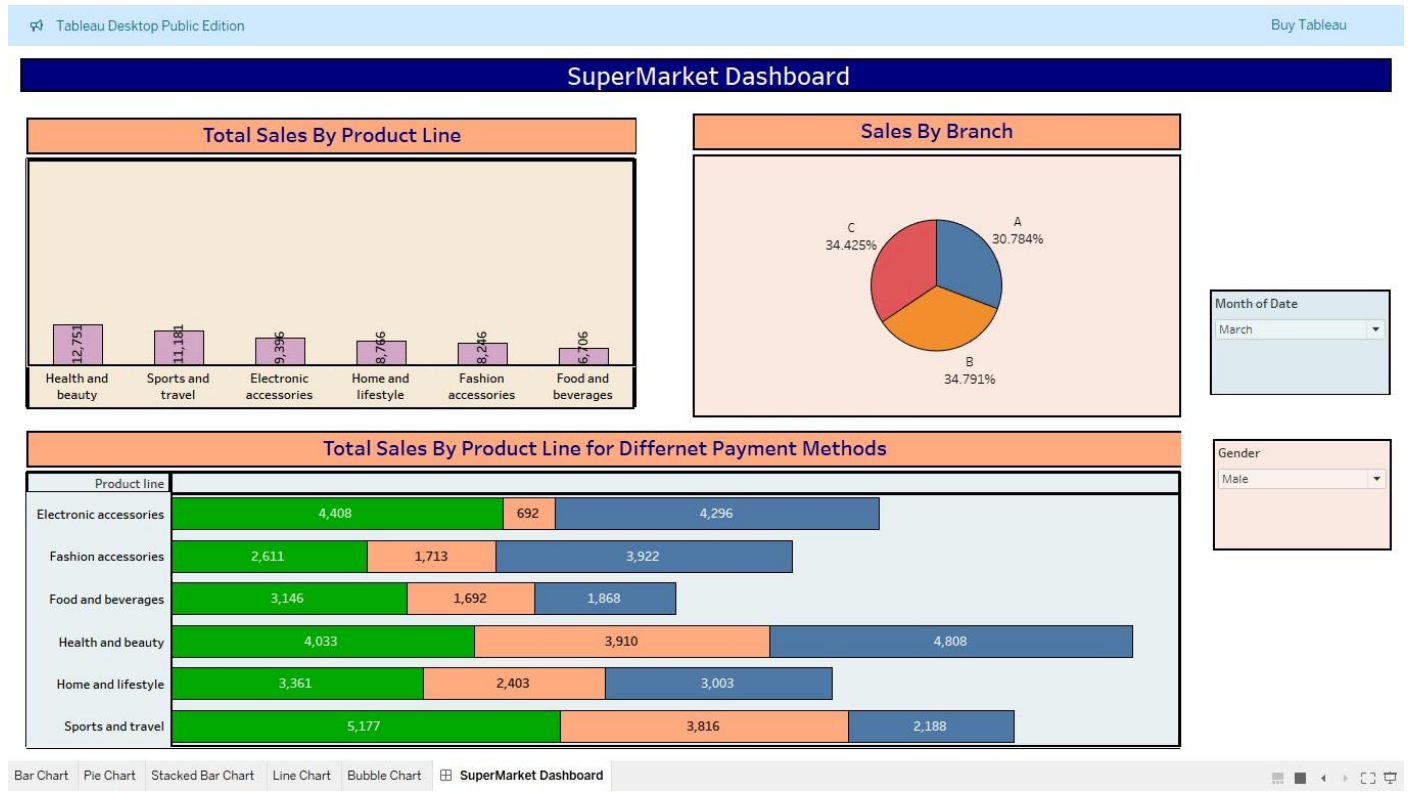 Tableau Desktop Public Edition
Buy Tableau
SuperMarket Dashboard
Total Sales By Product Line
12,751
11,181
9,396
8,766
8,246
6,706
Health and
beauty
Sports and
travel
Electronic
accessories
Home and
lifestyle
Fashion
accessories
Food and
beverages
Sales By Branch
C
34.425%
A
30.784%
B
34.791%
Month of Date
March
Gender
Male
Total Sales By Product Line for Differnet Payment Methods
Product line
Electronic accessories 4,408 692 4,296
Fashion accessories 2,611 1,713 3,922
Food and beverages 3,146 1,692 1,868
Health and beauty 4,033 3,910 4,808
Home and lifestyle 3,361 2,403 3,003
Sports and travel 5,177 3,816 2,188
Bar Chart Pie Chart Stacked Bar Chart Line Chart Bubble Chart SuperMarket Dashboard